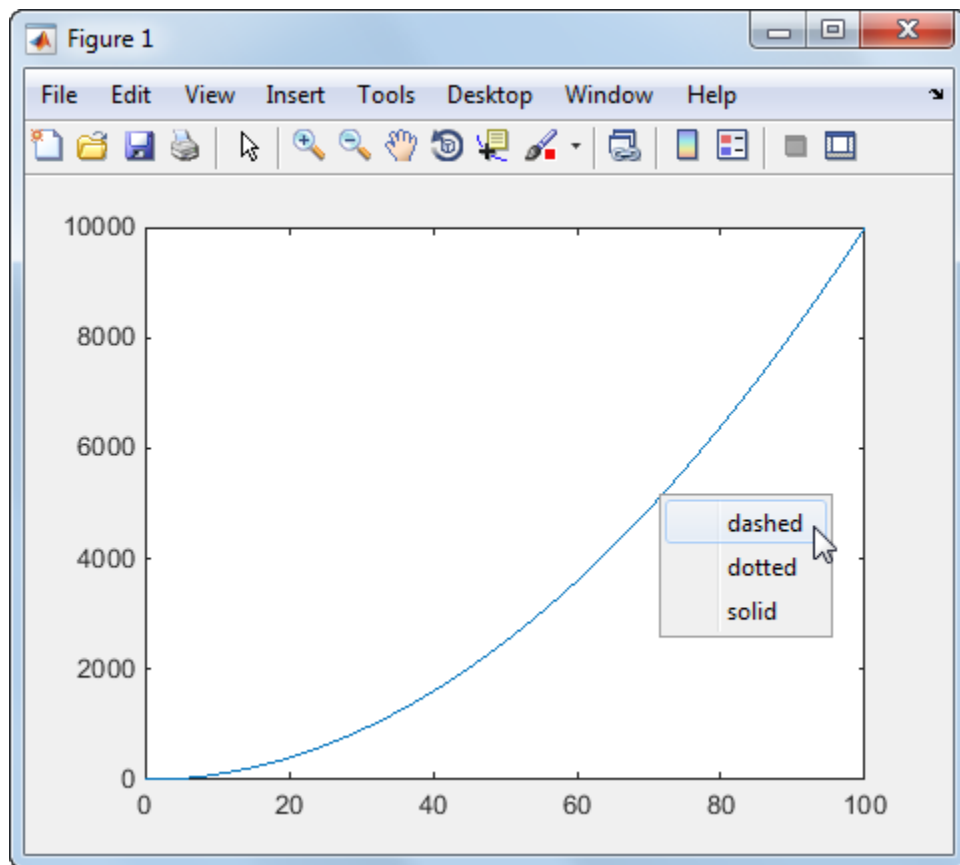 Figure 1
File Edit View Insert Tools Desktop Window Help
10000
8000
6000
4000
2000
0
dashed
dotted
solid
0 20 40 60 80 100